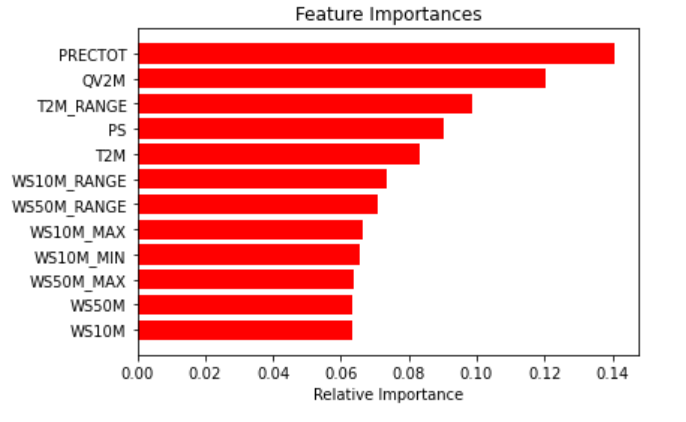 Feature Importances
PRECTOT
QV2M
T2M_RANGE
PS
T2M
WS10M_RANGE
WS50M_RANGE
WS10M_MAX
WS10M_MIN
WS50M_MAX
WS50M
WS10M
0.00 0.02 0.04 0.06 0.08 0.10 0.12 0.14
Relative Importance